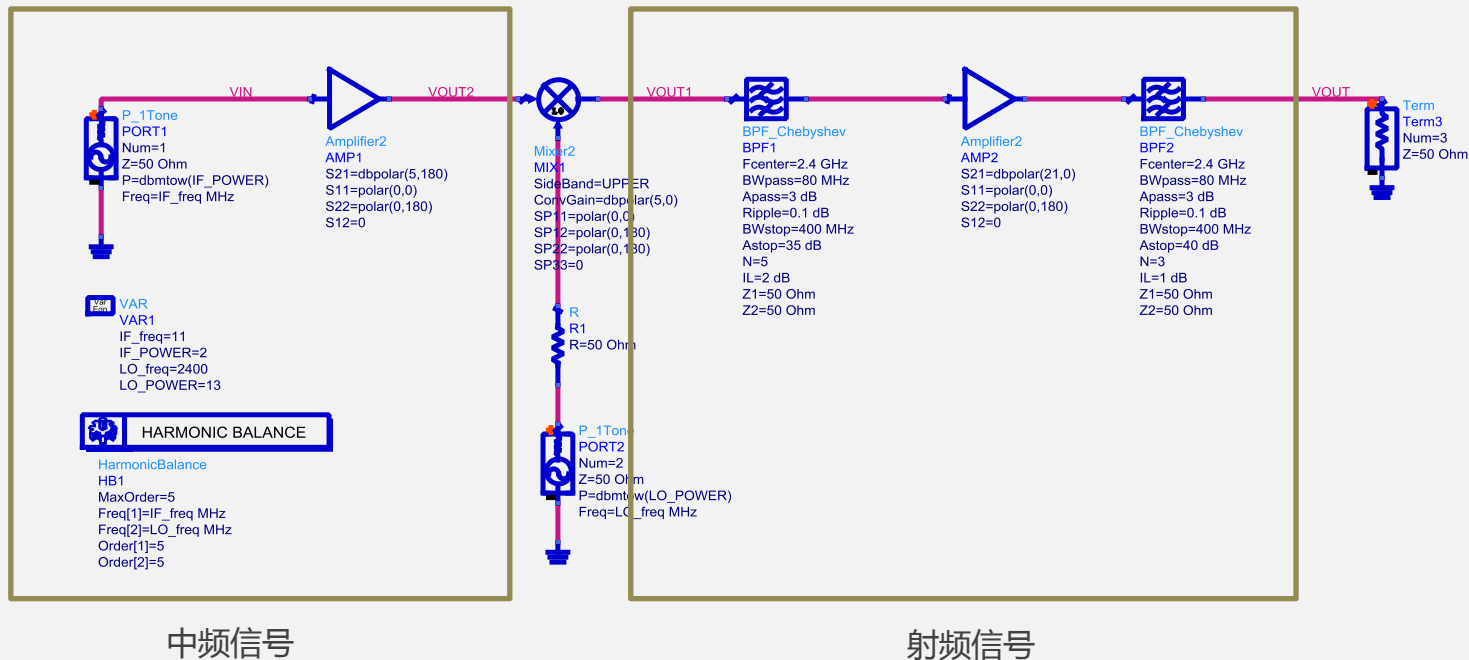 VIN
P_1Tone
PORT1
Num=1
Z=50 Ohm
P=dbmtow(IF_POWER)
Freq=IF_freq MHz
Amplifier2
AMP1
S21=dbpolar(5,180)
S11=polar(0,0)
S22=polar(0,180)
S12=0
VOUT2
Var
Eqn
VAR
VAR1
IF_freq=11
IF_POWER=2
LO_freq=2400
LO_POWER=13
HARMONIC BALANCE
HarmonicBalance
HB1
MaxOrder=5
Freq[1]=IF_freq MHz
Freq[2]=LO_freq MHz
Order[1]=5
Order[2]=5
中频信号
Mixer2
MIX1
SideBand=UPPER
ConvGain=dbpolar(5,0)
SP11=polar(0,0)
SP12=polar(0,180)
SP22=polar(0,180)
SP33=0
R
R1
R=50 Ohm
P_1Tone
PORT2
Num=2
Z=50 Ohm
P=dbmtow(LO_POWER)
Freq=LO_freq MHz
VOUT1
BPF_Chebyshev
BPF1
Fcenter=2.4 GHz
BWpass=80 MHz
Apass=3 dB
Ripple=0.1 dB
BWstop=400 MHz
Astop=35 dB
N=5
IL=2 dB
Z1=50 Ohm
Z2=50 Ohm
Amplifier2
AMP2
S21=dbpolar(21,0)
S11=polar(0,0)
S22=polar(0,180)
S12=0
BPF_Chebyshev
BPF2
Fcenter=2.4 GHz
BWpass=80 MHz
Apass=3 dB
Ripple=0.1 dB
BWstop=400 MHz
Astop=40 dB
N=3
IL=1 dB
Z1=50 Ohm
Z2=50 Ohm
VOUT
Term
Term3
Num=3
Z=50 Ohm
射频信号